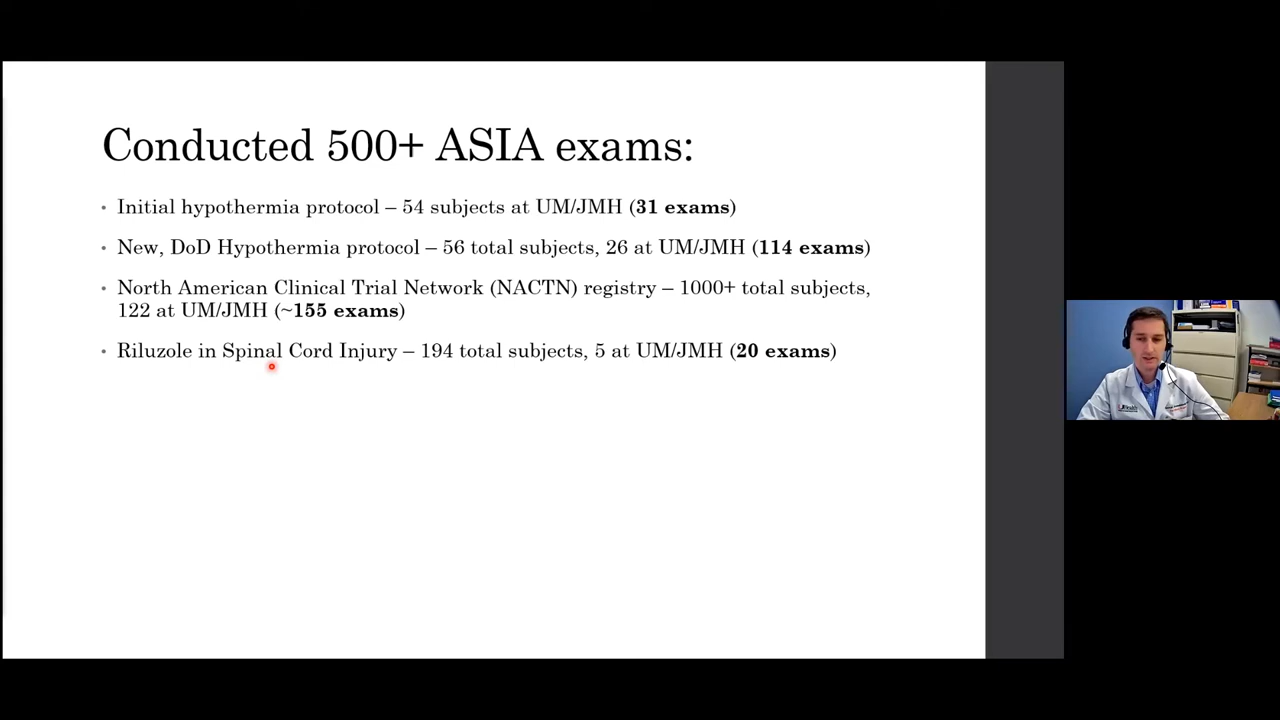 Conducted 500+ ASIA exams:
• Initial hypothermia protocol – 54 subjects at UM/JMH (31 exams)
• New, DoD Hypothermia protocol – 56 total subjects, 26 at UM/JMH (114 exams)
• North American Clinical Trial Network (NACTN) registry – 1000+ total subjects,
122 at UM/JMH (~155 exams)
• Riluzole in Spinal Cord Injury – 194 total subjects, 5 at UM/JMH (20 exams)